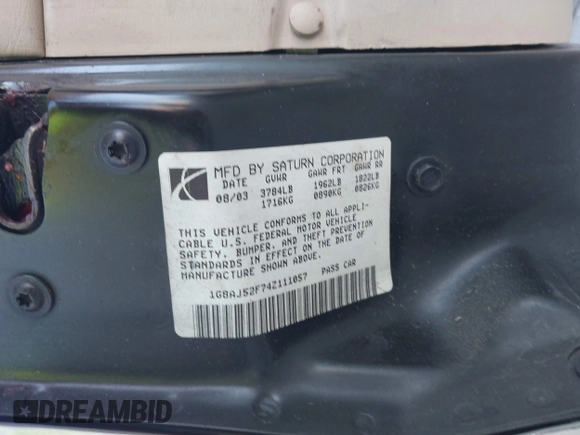 MFD BY SATURN CORPORATION
DATE GVWR GAWR FRT GAWR RR
08/03 3784LB 1962LB 1822LB
1716KG 0890KG 0826KG
THIS VEHICLE CONFORMS TO ALL APPLI-
CABLE U.S. FEDERAL MOTOR VEHICLE
SAFETY, BUMPER, AND THEFT PREVENTION
STANDARDS IN EFFECT ON THE DATE OF
MANUFACTURE SHOWN ABOVE.
1G8AJ52F74Z111057 PASS CAR
DREAMBID